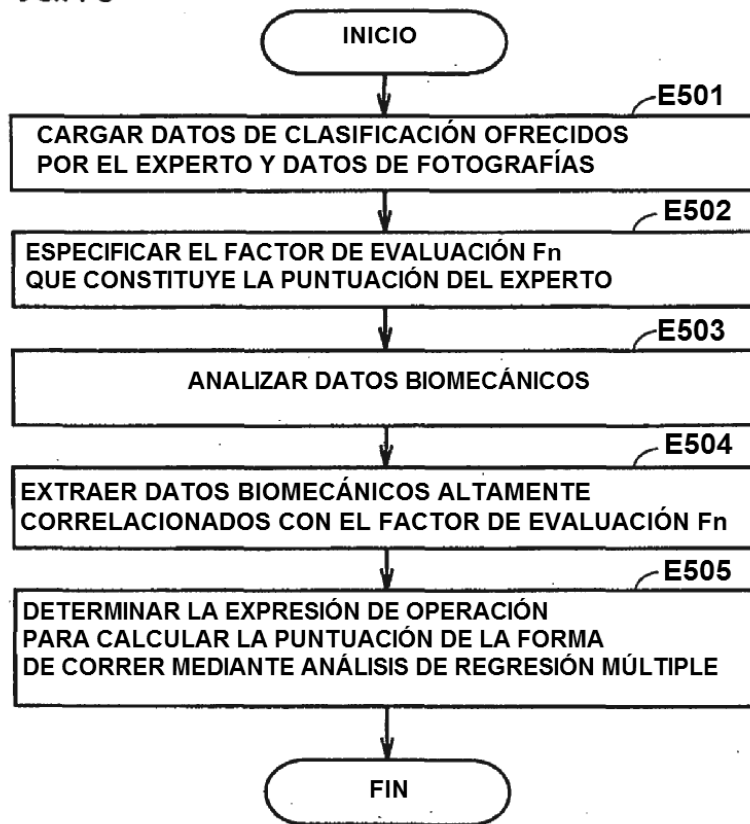 INICIO
E501
CARGAR DATOS DE CLASIFICACIÓN OFRECIDOS
POR EL EXPERTO Y DATOS DE FOTOGRAFÍAS
E502
ESPECIFICAR EL FACTOR DE EVALUACIÓN Fn
QUE CONSTITUYE LA PUNTUACIÓN DEL EXPERTO
E503
ANALIZAR DATOS BIOMECÁNICOS
E504
EXTRAER DATOS BIOMECÁNICOS ALTAMENTE
CORRELACIONADOS CON EL FACTOR DE EVALUACIÓN Fn
E505
DETERMINAR LA EXPRESIÓN DE OPERACIÓN
PARA CALCULAR LA PUNTUACIÓN DE LA FORMA
DE CORRER MEDIANTE ANÁLISIS DE REGRESIÓN MÚLTIPLE
FIN